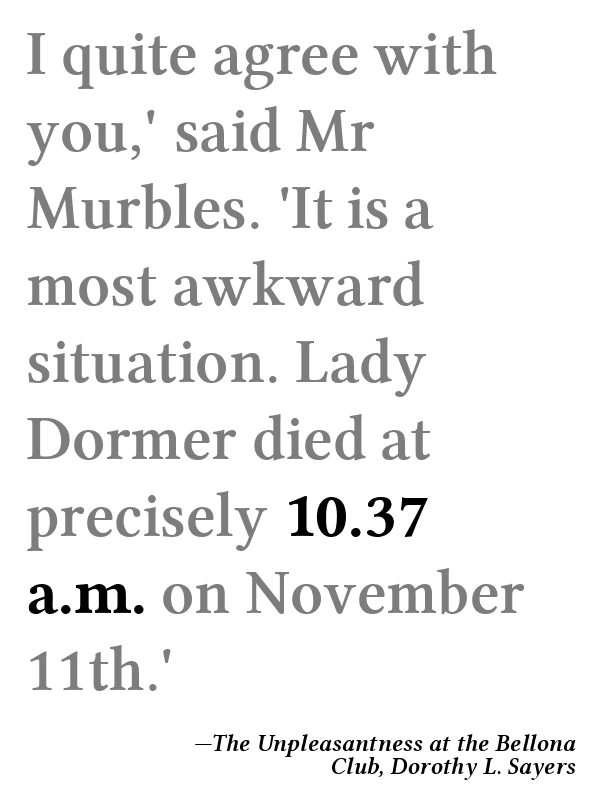 I quite agree with
you,' said Mr
Murbles. 'It is a
most awkward
situation. Lady
Dormer died at
precisely 10.37
a.m. on November
11th.'
—The Unpleasantness at the Bellona
Club, Dorothy L. Sayers